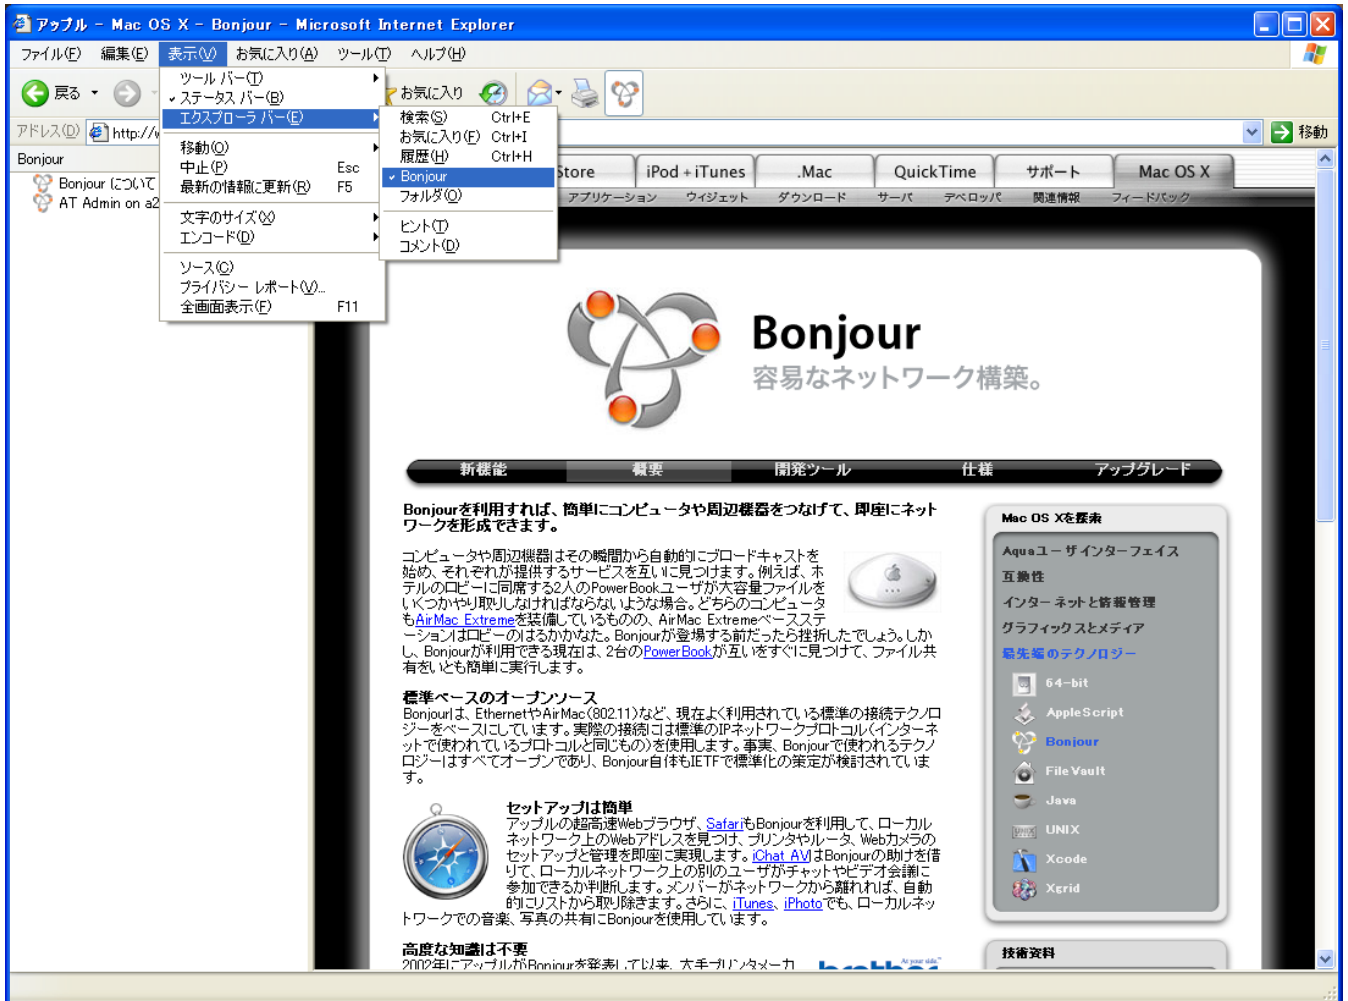 アップル - Mac OS X - Bonjour - Microsoft Internet Explorer
ファイル(F) 編集(E) 表示(V) お気に入り(A) ツール(T) ヘルプ(H)
戻る お気に入り
アドレス(D) http:// 移動
ツール バー(T)
ステータス バー(B)
エクスプローラ バー(E)
移動(O)
中止(P) Esc
最新の情報に更新(R) F5
文字のサイズ(X)
エンコード(D)
ソース(C)
プライバシー レポート(V)...
全画面表示(F) F11
検索(S) Ctrl+E
お気に入り(F) Ctrl+I
履歴(H) Ctrl+H
Bonjour
フォルダ(O)
ヒント(T)
コメント(D)
Bonjour
Bonjour について
AT Admin on a2
Store iPod + iTunes .Mac QuickTime サポート Mac OS X
アプリケーション ウィジェット ダウンロード サーバ デベロッパ 関連情報 フィードバック
Bonjour
容易なネットワーク構築。
新機能 概要 開発ツール 仕様 アップグレード
Bonjourを利用すれば、簡単にコンピュータや周辺機器をつなげて、即座にネット
ワークを形成できます。
コンピュータや周辺機器はその瞬間から自動的にブロードキャストを
始め、それぞれが提供するサービスを互いに見つけます。例えば、ホ
テルのロビーに同席する2人のPowerBookユーザが大容量ファイルを
いくつかやり取りしなければならないような場合。どちらのコンピュータ
もAirMac Extremeを装備しているものの、AirMac Extremeベースステ
ーションはロビーのはるかかなた。Bonjourが登場する前だったら挫折したでしょう。しか
し、Bonjourが利用できる現在は、2台のPowerBookが互いをすぐに見つけて、ファイル共
有をいとも簡単に実行します。
標準ベースのオープンソース
Bonjourは、EthernetやAirMac(802.11)など、現在よく利用されている標準の接続テクノロ
ジーをベースにしています。実際の接続には標準のIPネットワークプロトコル(インターネ
ットで使われているプロトコルと同じもの)を使用します。事実、Bonjourで使われるテクノ
ロジーはすべてオープンであり、Bonjour自体もIETFで標準化の策定が検討されていま
す。
セットアップは簡単
アップルの超高速Webブラウザ、SafariもBonjourを利用して、ローカル
ネットワーク上のWebアドレスを見つけ、プリンタやルータ、Webカメラの
セットアップと管理を即座に実現します。iChat AVはBonjourの助けを借
りて、ローカルネットワーク上の別のユーザがチャットやビデオ会議に
参加できるか判断します。メンバーがネットワークから離れれば、自動
的にリストから取り除きます。さらに、iTunes、iPhotoでも、ローカルネッ
トワークでの音楽、写真の共有にBonjourを使用しています。
高度な知識は不要
2002年にアップルがBonjourを発表して以来、大手プリンタメーカ
At your side.
brother
Mac OS Xを探索
Aquaユーザインターフェイス
互換性
インターネットと情報管理
グラフィックスとメディア
最先端のテクノロジー
64-bit
AppleScript
Bonjour
FileVault
Java
UNIX
Xcode
Xgrid
技術資料